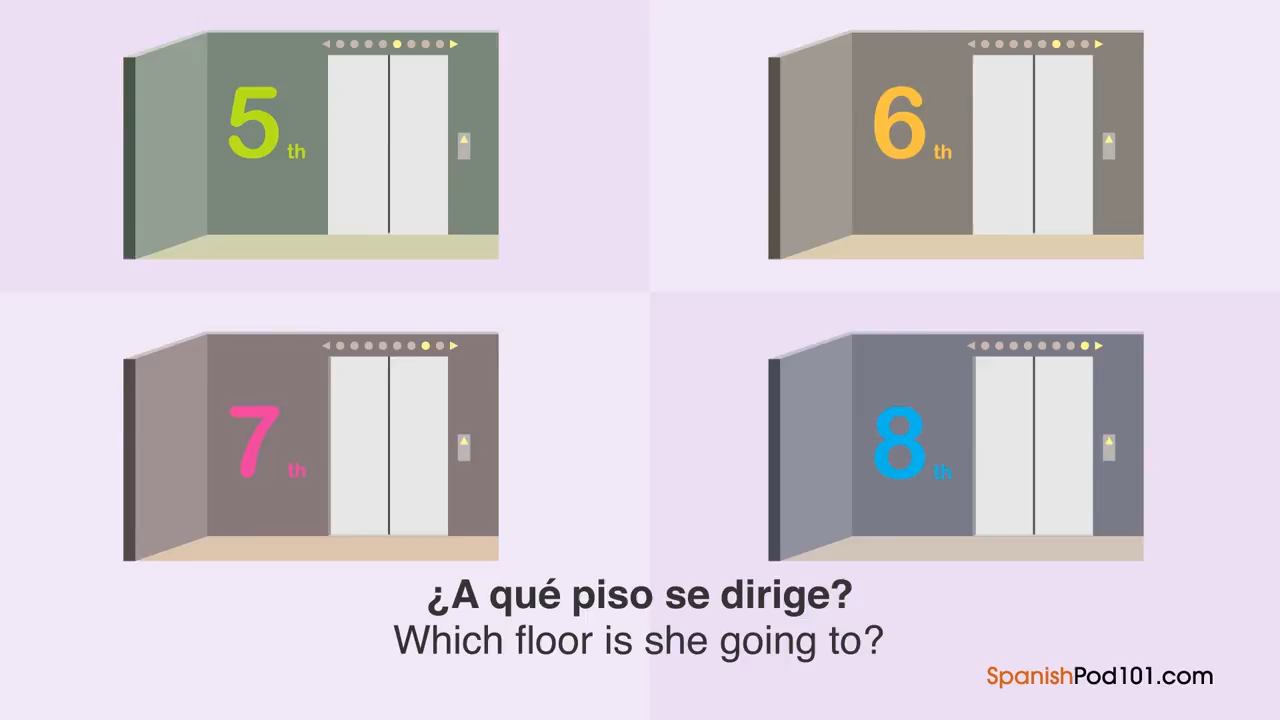 5th
6th
7th
8th
¿A qué piso se dirige?
Which floor is she going to?
SpanishPod101.com